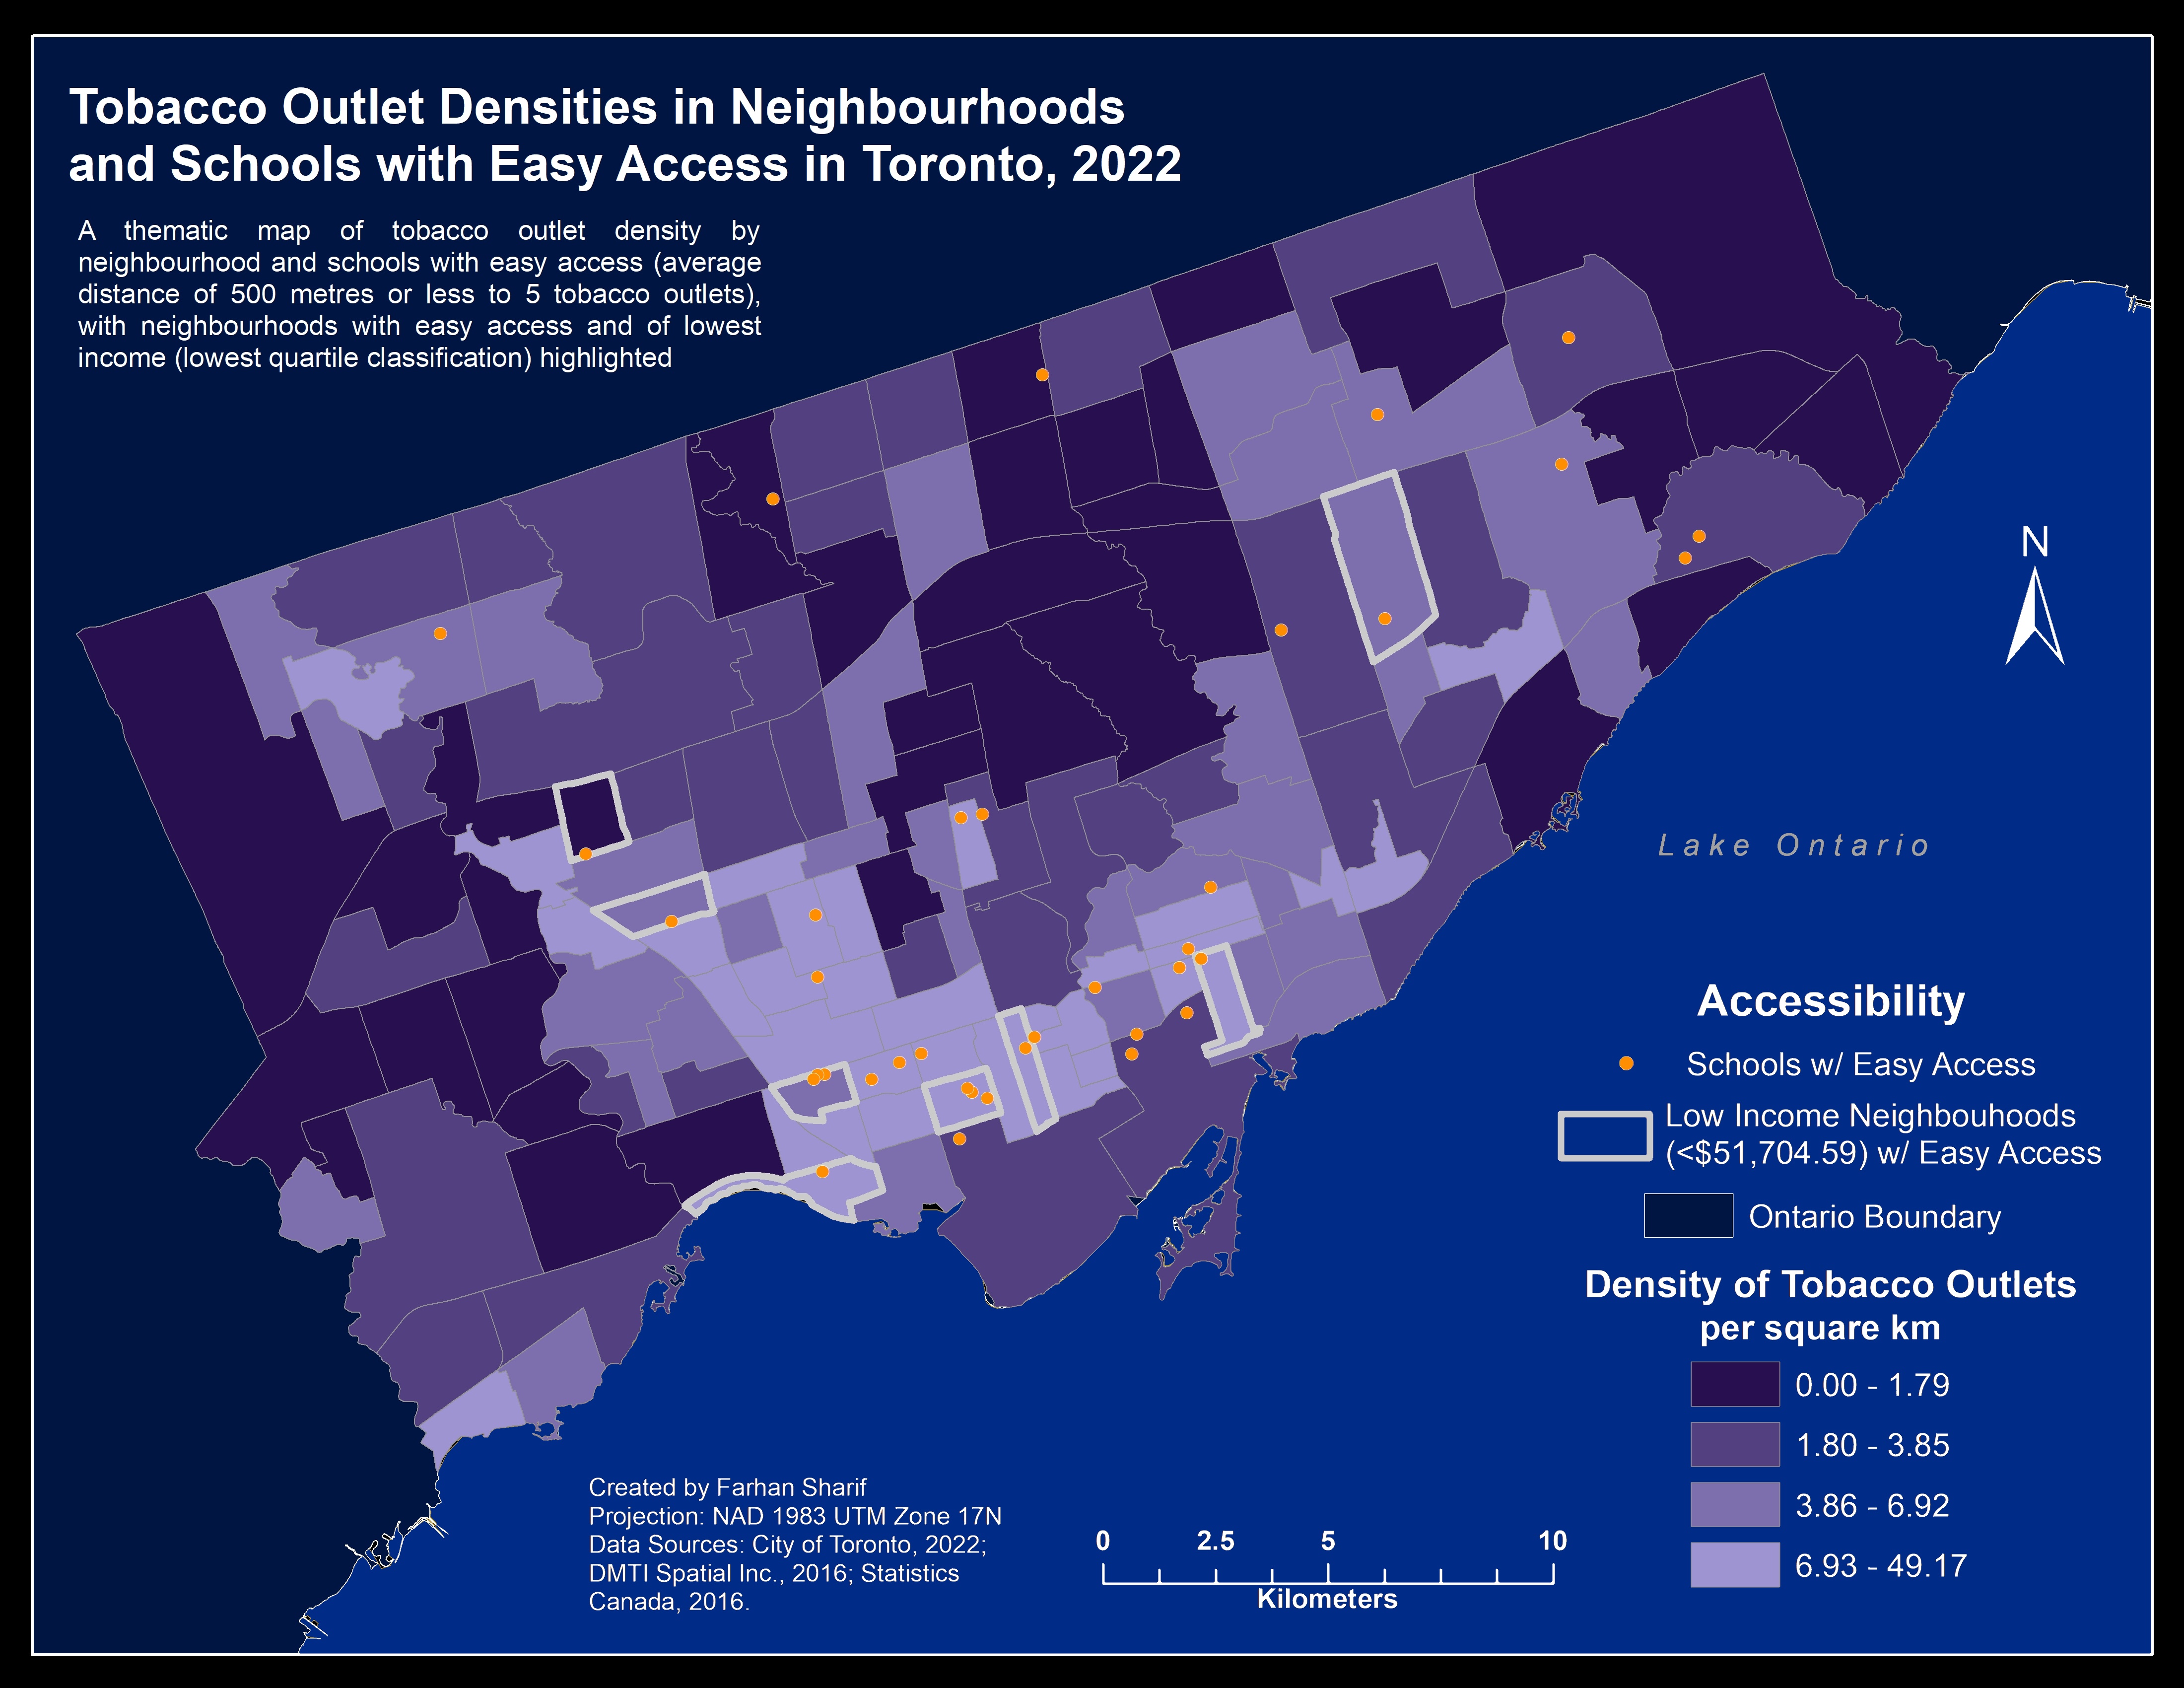 Tobacco Outlet Densities in Neighbourhoods
and Schools with Easy Access in Toronto, 2022
A thematic map of tobacco outlet density by
neighbourhood and schools with easy access (average
distance of 500 metres or less to 5 tobacco outlets),
with neighbourhoods with easy access and of lowest
income (lowest quartile classification) highlighted
N
Lake Ontario
Accessibility
Schools w/ Easy Access
Low Income Neighbouhoods
(<$51,704.59) w/ Easy Access
Ontario Boundary
Density of Tobacco Outlets
per square km
0.00 - 1.79
1.80 - 3.85
3.86 - 6.92
6.93 - 49.17
Created by Farhan Sharif
Projection: NAD 1983 UTM Zone 17N
Data Sources: City of Toronto, 2022;
DMTI Spatial Inc., 2016; Statistics
Canada, 2016.
0 2.5 5 10
Kilometers